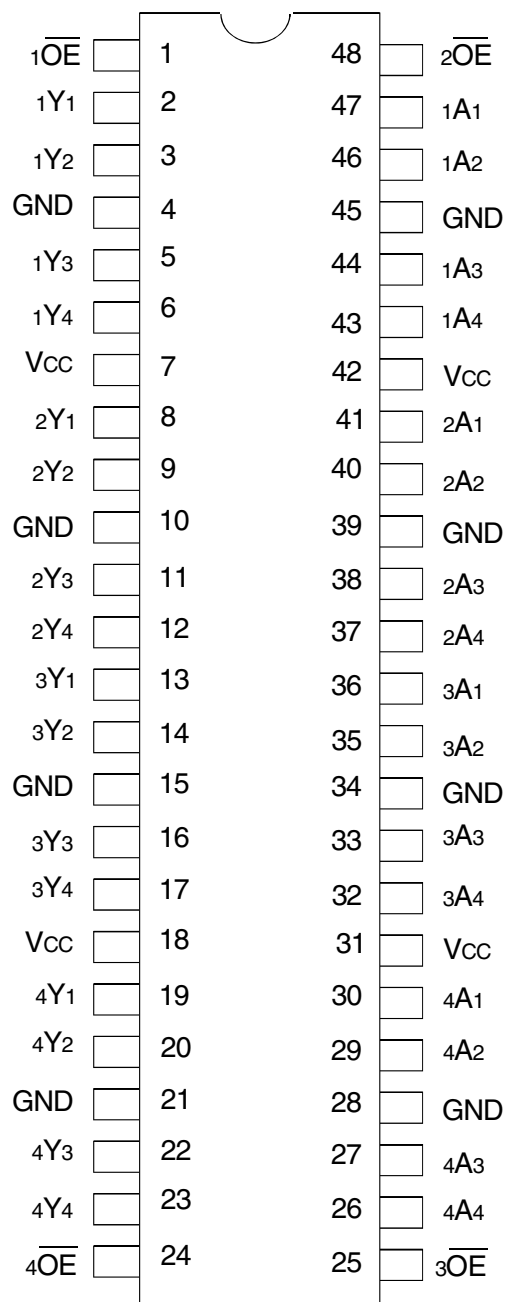 1OE 1 48 2OE
1Y1 2 47 1A1
1Y2 3 46 1A2
GND 4 45 GND
1Y3 5 44 1A3
1Y4 6 43 1A4
VCC 7 42 VCC
2Y1 8 41 2A1
2Y2 9 40 2A2
GND 10 39 GND
2Y3 11 38 2A3
2Y4 12 37 2A4
3Y1 13 36 3A1
3Y2 14 35 3A2
GND 15 34 GND
3Y3 16 33 3A3
3Y4 17 32 3A4
VCC 18 31 VCC
4Y1 19 30 4A1
4Y2 20 29 4A2
GND 21 28 GND
4Y3 22 27 4A3
4Y4 23 26 4A4
4OE 24 25 3OE